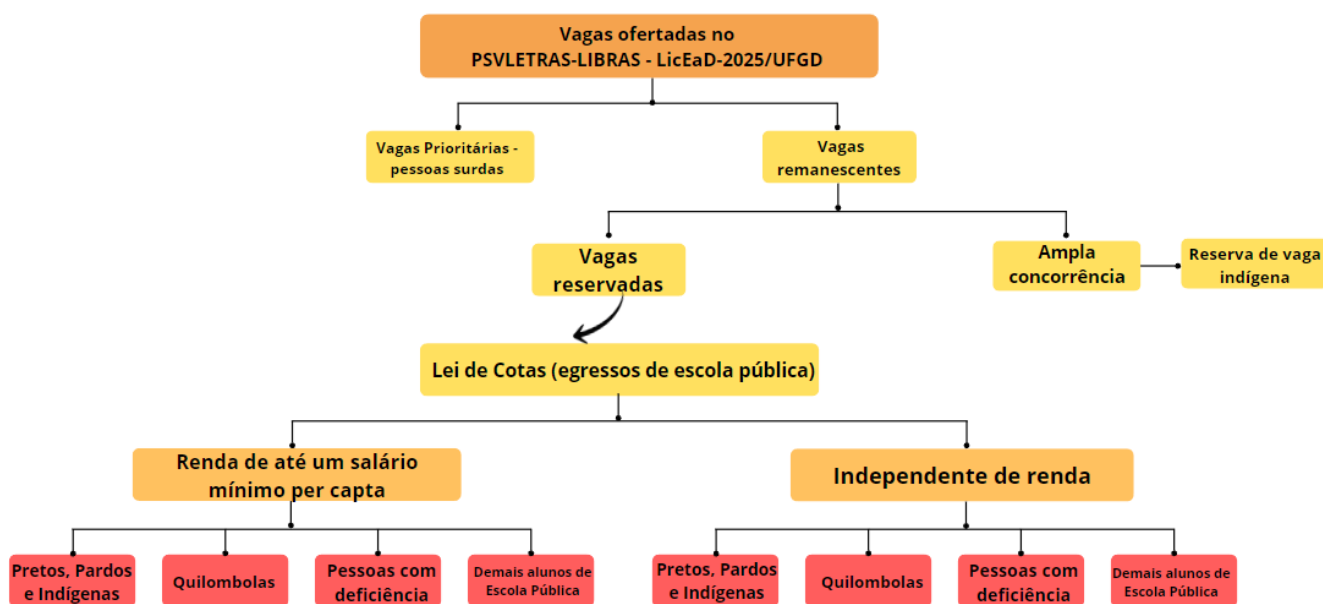 Vagas ofertadas no
PSVLETRAS-LIBRAS - LicEaD-2025/UFGD
Vagas Prioritárias -
pessoas surdas
Vagas
remanescentes
Vagas
reservadas
Ampla
concorrência
Reserva de vaga
indígena
Lei de Cotas (egressos de escola pública)
Renda de até um salário
mínimo per capta
Independente de renda
Pretos, Pardos
e Indígenas
Quilombolas
Pessoas com
deficiência
Demais alunos de
Escola Pública
Pretos, Pardos
e Indígenas
Quilombolas
Pessoas com
deficiência
Demais alunos de
Escola Pública